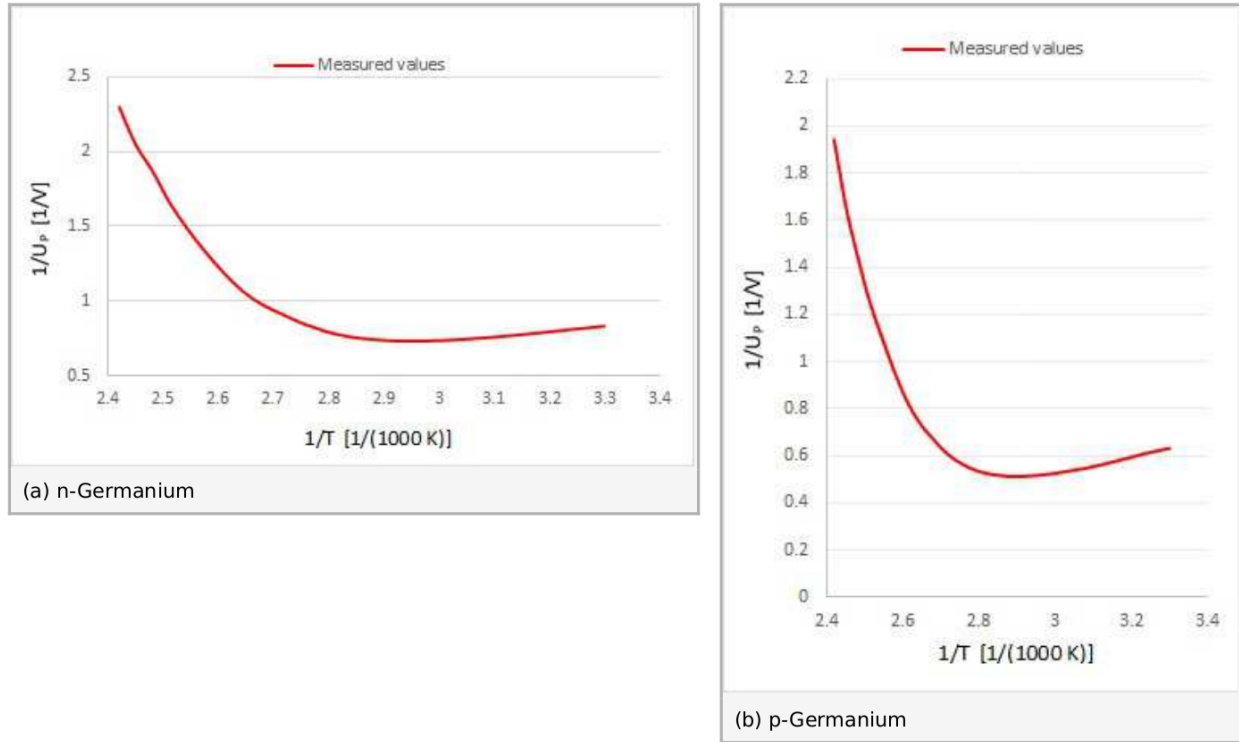 Measured values
2.5
2
1.5
1
0.5
1/Uₚ [1/V]
2.4 2.5 2.6 2.7 2.8 2.9 3 3.1 3.2 3.3 3.4
1/T [1/(1000 K)]
(a) n-Germanium
Measured values
2.2
2
1.8
1.6
1.4
1.2
1
0.8
0.6
0.4
0.2
0
1/Uₚ [1/V]
2.4 2.6 2.8 3 3.2 3.4
1/T [1/(1000 K)]
(b) p-Germanium